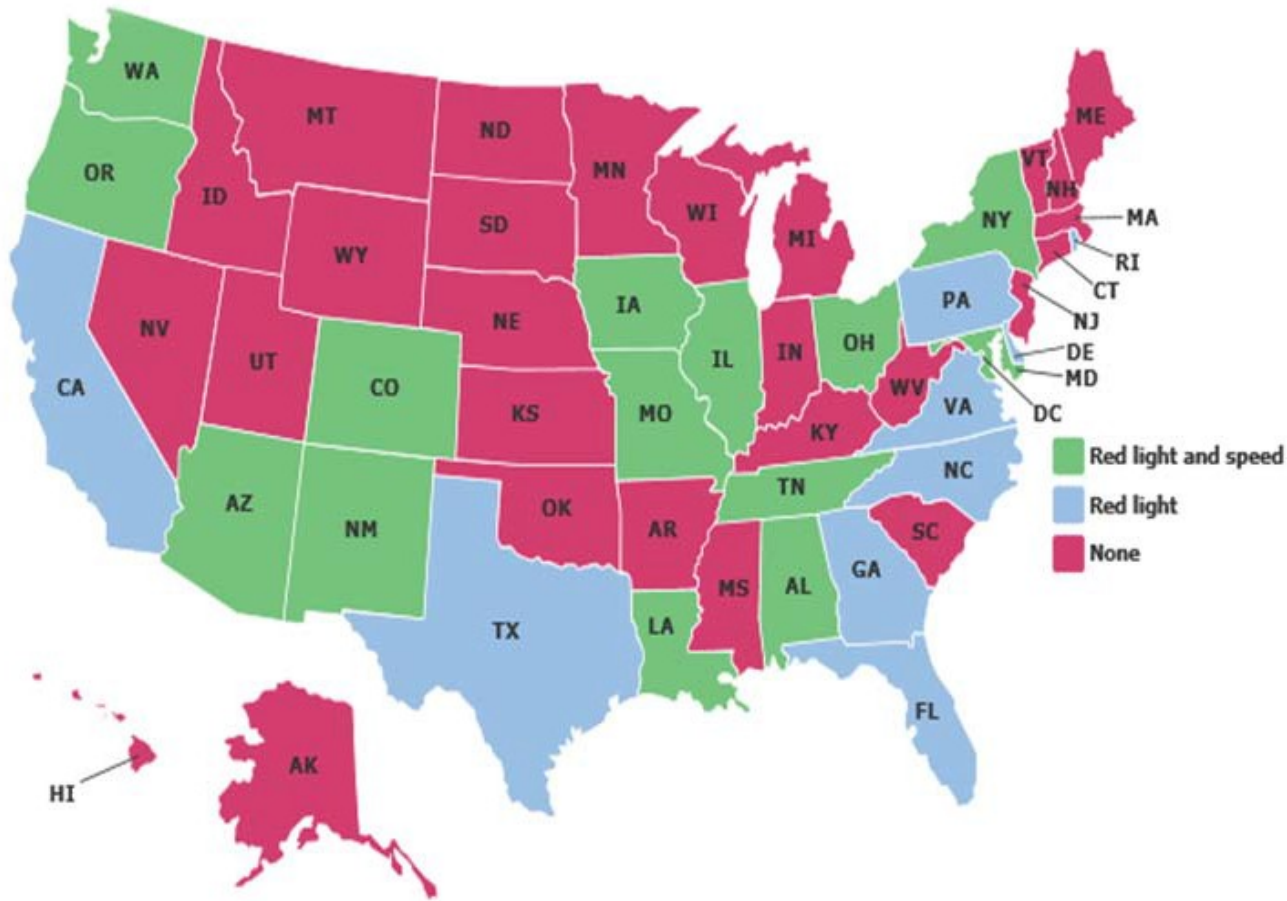 WA
MT
ND
MN
ME
VT
NH
OR
ID
SD
WI
MI
NY
MA
RI
WY
CT
IA
PA
NJ
NE
NV
UT
CO
IL
IN
OH
DE
MD
CA
WV
DC
VA
KS
MO
KY
Red light and speed
NC
TN
AZ
NM
OK
AR
Red light
SC
None
GA
MS
AL
TX
LA
FL
AK
HI